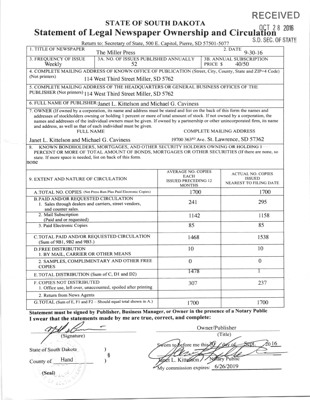 RECEIVED
OCT 28 2016
S.D. SEC. OF STATE
STATE OF SOUTH DAKOTA
Statement of Legal Newspaper Ownership and Circulation
Return to: Secretary of State, 500 E. Capitol, Pierre, SD 57501-5077
1. TITLE OF NEWSPAPER
The Miller Press
2. DATE
9-30-16
3. FREQUENCY OF ISSUE
Weekly
3A. NO. OF ISSUES PUBLISHED ANNUALLY
52
3B. ANNUAL SUBSCRIPTION
PRICE $ 40/50
4. COMPLETE MAILING ADDRESS OF KNOWN OFFICE OF PUBLICATION (Street, City, County, State and ZIP+4 Code)
(Not printers)
114 West Third Street Miller, SD 5762
5. COMPLETE MAILING ADDRESS OF THE HEADQUARTERS OR GENERAL BUSINESS OFFICES OF THE
PUBLISHER (Not printers) 114 West Third Street Miller, SD 5762
6. FULL NAME OF PUBLISHER Janet L. Kittelson and Michael G. Caviness
7. OWNER (If owned by a corporation, its name and address must be stated and list on the back of this form the names and
addresses of stockholders owning or holding 1 percent or more of total amount of stock. If not owned by a corporation, the
names and addresses of the individual owners must be given. If owned by a partnership or other unincorporated firm, its name
and address, as well as that of each individual must be given.
FULL NAME
COMPLETE MAILING ADDRESS
Janet L. Kittelson and Michael G. Caviness
Ave. St. Lawrence, SD 57362
8. KNOWN BONDHOLDERS, MORTGAGES, AND OTHER SECURITY HOLDERS OWNING OR HOLDING 1
PERCENT OR MORE OF TOTAL AMOUNT OF BONDS, MORTGAGES OR OTHER SECURITIES (If there are none, so
state. If more space is needed, list on back of this form.
NONE
9. EXTENT AND NATURE OF CIRCULATION
AVERAGE NO. COPIES
EACH
ISSUED PRECEDING 12
MONTHS
ACTUAL NO. COPIES
ISSUED
NEAREST TO FILING DATE
A. TOTAL NO. COPIES (Net Press Run Plus Paid Electronic Copies)
1700
1700
B. PAID AND/OR REQUESTED CIRCULATION
1. Sales through dealers and carriers, street vendors,
and counter sales.
241
295
2. Mail Subscription
(Paid and or requested)
1142
1158
3. Paid Electronic Copies
85
85
C. TOTAL PAID AND/OR REQUESTED CIRCULATION
(Sum of 9B1, 9B2 and 9B3.)
1468
1538
D. FREE DISTRIBUTION
1. BY MAIL, CARRIER OR OTHER MEANS
10
10
2. SAMPLES, COMPLIMENTARY AND OTHER FREE
COPIES
0
0
E. TOTAL DISTRIBUTION (Sum of C, D1 and D2)
1478
F. COPIES NOT DISTRIBUTED
1. Office use, left over, unaccounted, spoiled after printing
307
237
2. Return from News Agents
G. TOTAL (Sum of E, F1 and F2 - Should equal total shown in A.)
1700
1700
Statement must be signed by Publisher, Business Manager, or Owner in the presence of a Notary Public
I swear that the statements made by me are true, correct, and complete:
Owner/Publisher
(Signature)
(Title)
State of South Dakota )
) §
County of: Hand )
(Seal)
Sworn to before me this 30 day of Sept. 2016
Janet L. Kittelson / Notary Public
My commission expires: 6/26/2019